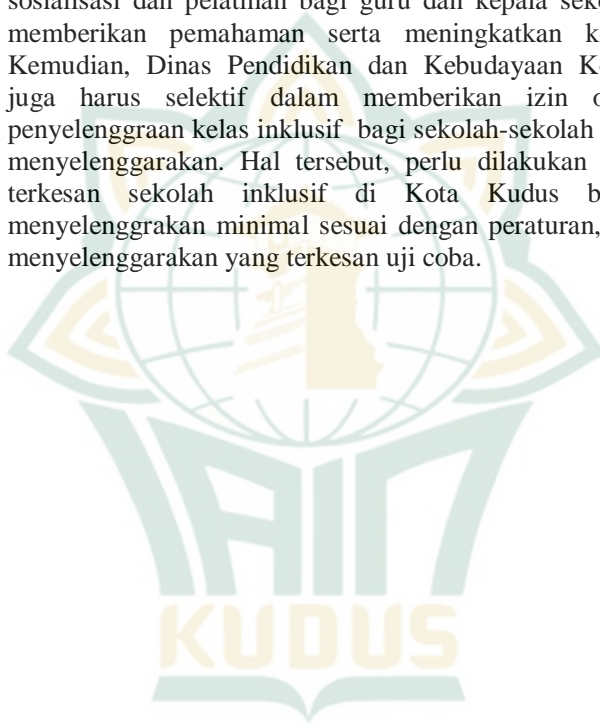 sosialisasi dan pelatihan bagi guru dan kepala
memberikan pemahaman serta meningkatkan
Kemudian, Dinas Pendidikan dan Kebudayaan
juga harus selektif dalam memberikan izin
penyelenggraan kelas inklusif bagi sekolah-sekolah
menyelenggarakan. Hal tersebut, perlu dilakukan
terkesan sekolah inklusif di Kota Kudus
menyelenggrakan minimal sesuai dengan peraturan,
menyelenggarakan yang terkesan uji coba.
IAIN
KUDUS